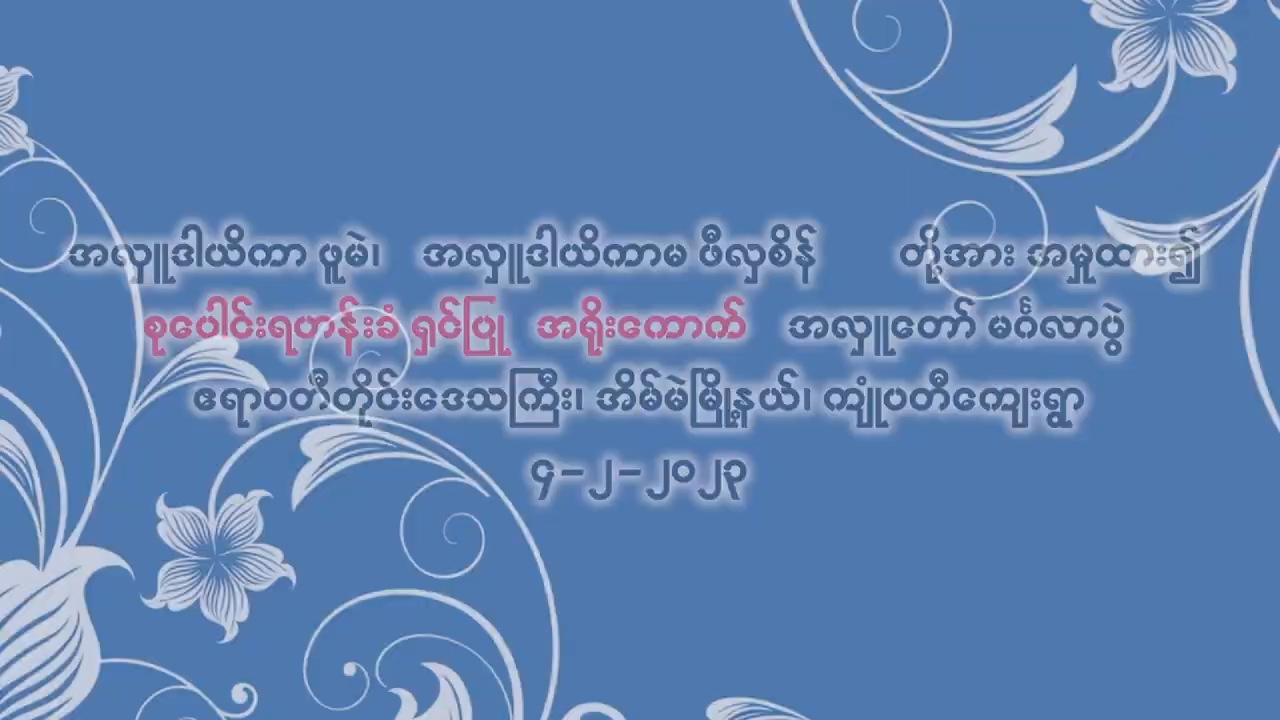 အလှူဒါယိကာ ဖူမဲ၊ အလှူဒါယိကာမ ဖီလှစိန် တို့အား အမှူထား၍
စုပေါင်းရဟန်းခံ ရှင်ပြု အရိုးကောက် အလှူတော် မင်္ဂလာပွဲ
ဧရာဝတီတိုင်းဒေသကြီး၊ အိမ်မဲမြို့နယ်၊ ကျုံပတီကျေးရွာ
၄-၂-၂၀၂၃